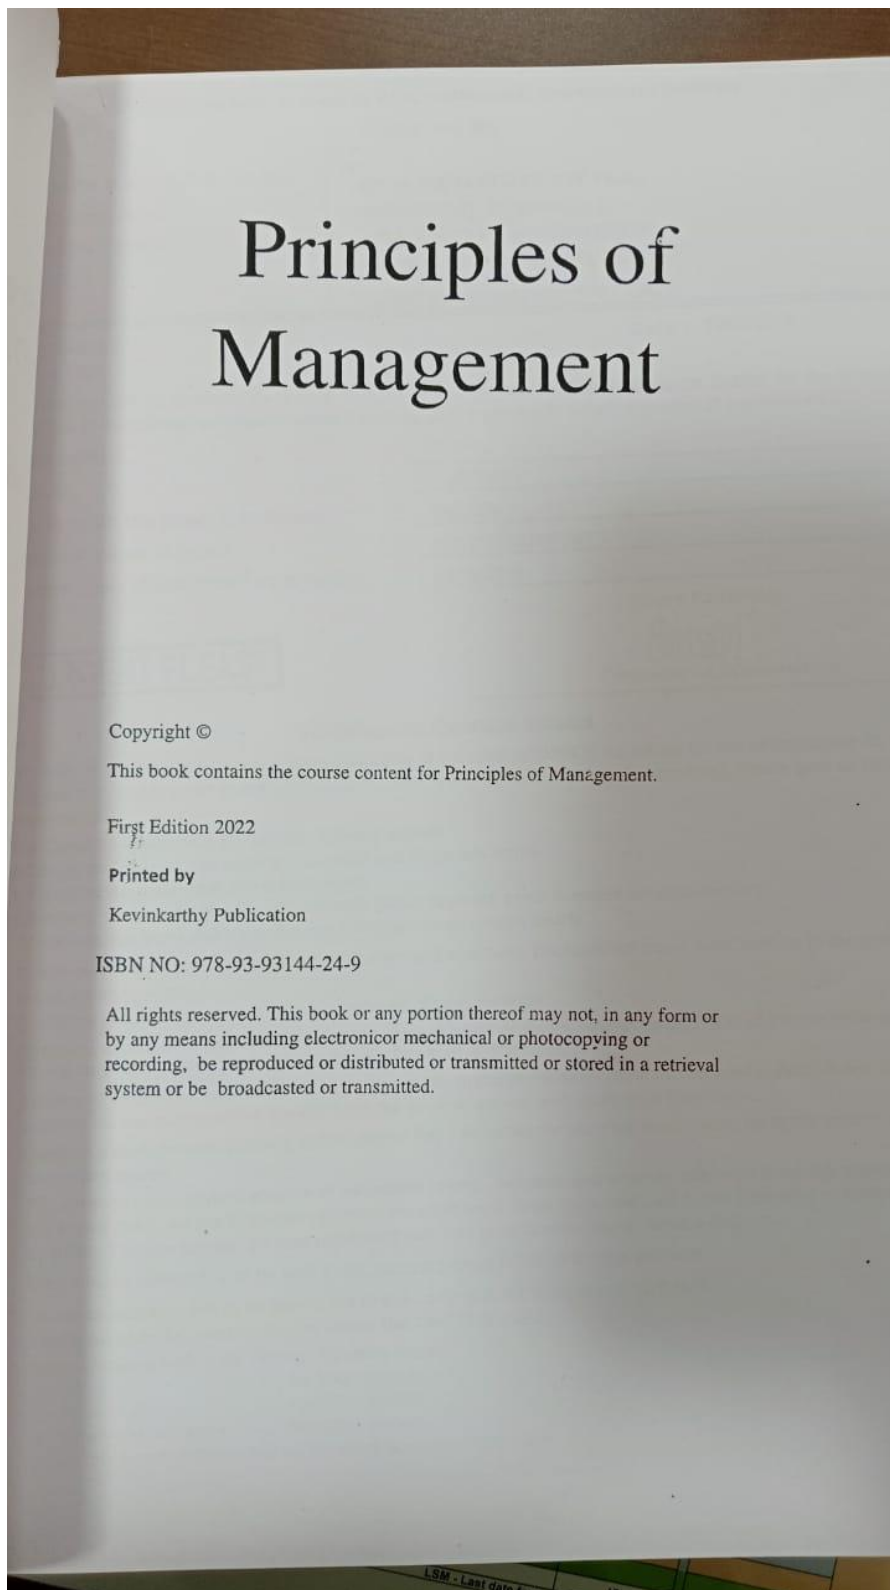 Principles of
Management
Copyright ©
This book contains the course content for Principles of Management.
First Edition 2022
Printed by
Kevinkarthy Publication
ISBN NO: 978-93-93144-24-9
All rights reserved. This book or any portion thereof may not, in any form or
by any means including electronicor mechanical or photocopying or
recording, be reproduced or distributed or transmitted or stored in a retrieval
system or be broadcasted or transmitted.
LSM - Last date